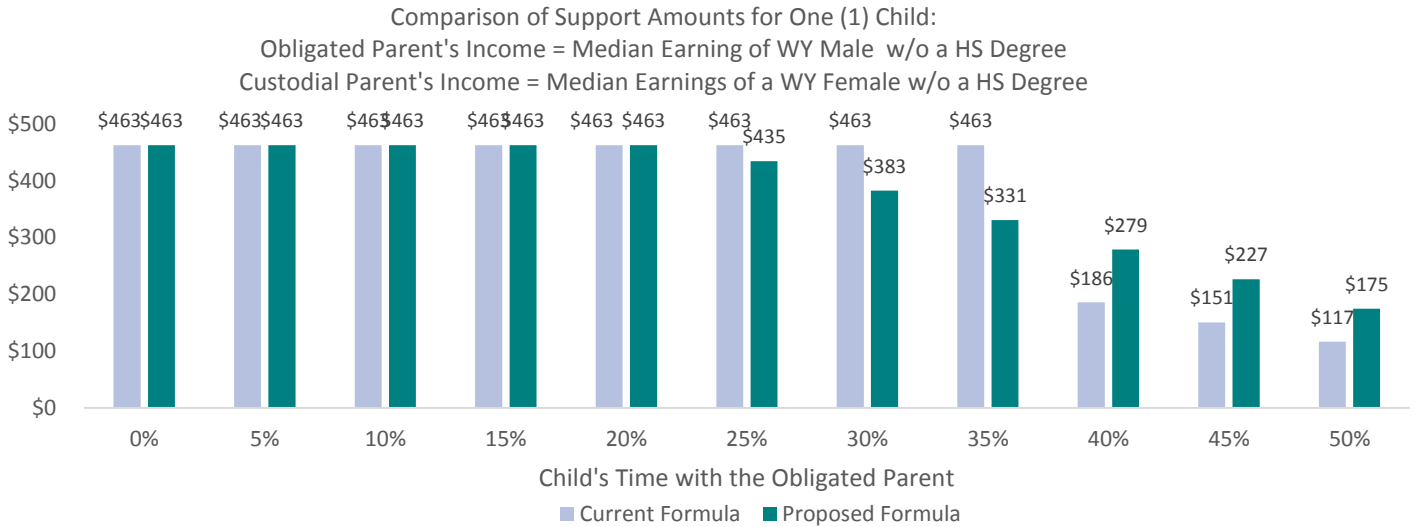 Comparison of Support Amounts for One (1) Child:
Obligated Parent's Income = Median Earning of WY Male w/o a HS Degree
Custodial Parent's Income = Median Earnings of a WY Female w/o a HS Degree
$500
$400
$300
$200
$100
$0
$463 $463 $463 $463 $463 $463 $463 $463 $463 $463 $463 $435 $463 $383 $463 $331 $186 $279 $151 $227 $117 $175
0% 5% 10% 15% 20% 25% 30% 35% 40% 45% 50%
Child's Time with the Obligated Parent
Current Formula Proposed Formula